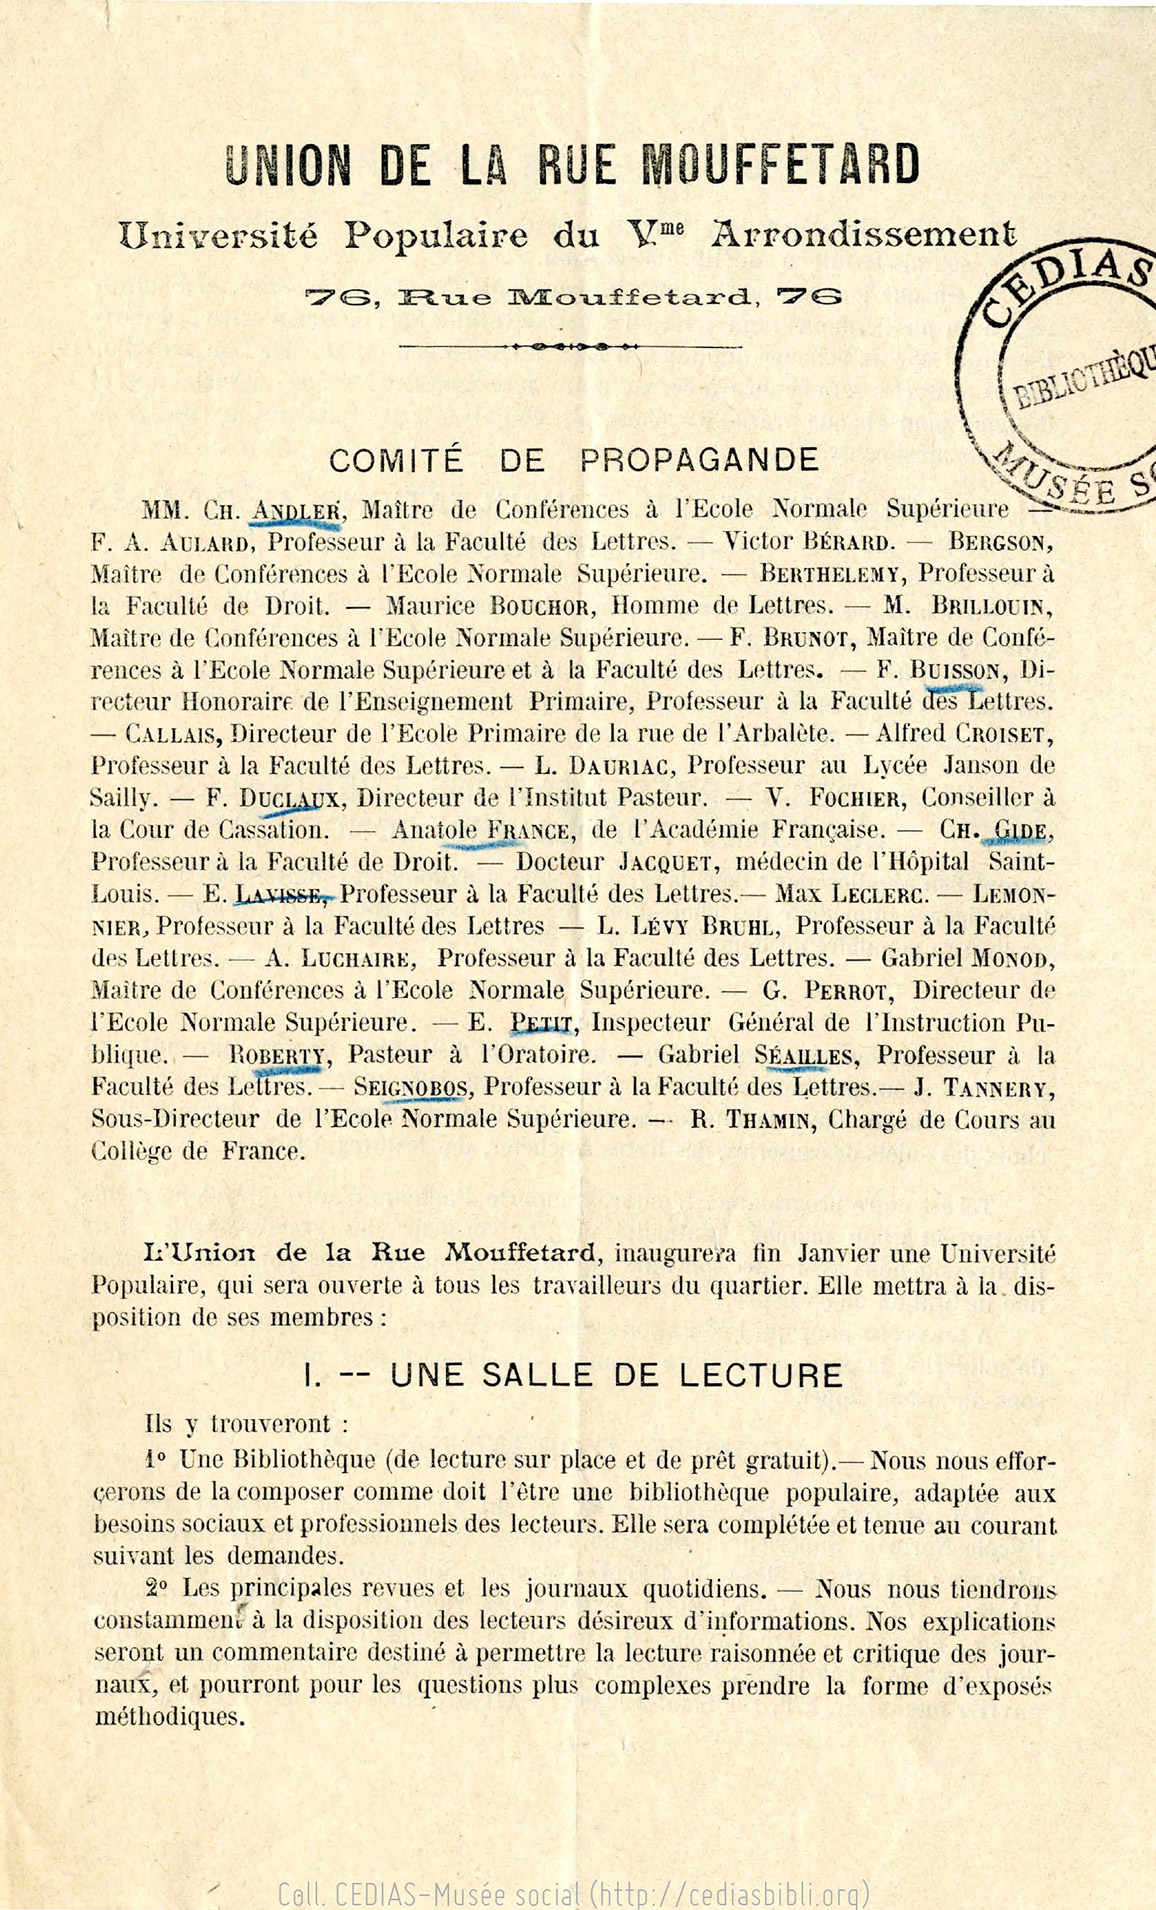 UNION DE LA RUE MOUFFETARD
Université Populaire du Vme Arrondissement
76, Rue Mouffetard, 76
CEDIAS
BIBLIOTHÈQU
MUSÉE SO
COMITÉ DE PROPAGANDE
MM. CH. ANDLER, Maître de Conférences à l'Ecole Normale Supérieure —
F. A. AULARD, Professeur à la Faculté des Lettres. — Victor BÉRARD. — BERGSON,
Maître de Conférences à l'Ecole Normale Supérieure. — BERTHELEMY, Professeur à
la Faculté de Droit. — Maurice BOUCHOR, Homme de Lettres. — M. BRILLOUIN,
Maître de Conférences à l'Ecole Normale Supérieure. — F. BRUNOT, Maître de Confé-
rences à l'Ecole Normale Supérieure et à la Faculté des Lettres. — F. BUISSON, Di-
recteur Honoraire de l'Enseignement Primaire, Professeur à la Faculté des Lettres.
— CALLAIS, Directeur de l'Ecole Primaire de la rue de l'Arbalète. — Alfred CROISET,
Professeur à la Faculté des Lettres. — L. DAURIAC, Professeur au Lycée Janson de
Sailly. — F. DUCLAUX, Directeur de l'Institut Pasteur. — V. FOCHIER, Conseiller à
la Cour de Cassation. — Anatole FRANCE, de l'Académie Française. — CH. GIDE,
Professeur à la Faculté de Droit. — Docteur JACQUET, médecin de l'Hôpital Saint-
Louis. — E. LAVISSE, Professeur à la Faculté des Lettres.— Max LECLERC. — LEMON-
NIER, Professeur à la Faculté des Lettres — L. LÉVY BRUHL, Professeur à la Faculté
des Lettres. — A. LUCHAIRE, Professeur à la Faculté des Lettres. — Gabriel MONOD,
Maître de Conférences à l'Ecole Normale Supérieure. — G. PERROT, Directeur de
l'Ecole Normale Supérieure. — E. PETIT, Inspecteur Général de l'Instruction Pu-
blique. — ROBERTY, Pasteur à l'Oratoire. — Gabriel SÉAILLES, Professeur à la
Faculté des Lettres. — SEIGNOBOS, Professeur à la Faculté des Lettres.— J. TANNERY,
Sous-Directeur de l'Ecole Normale Supérieure. — R. THAMIN, Chargé de Cours au
Collège de France.
L'Union de la Rue Mouffetard, inaugurera fin Janvier une Université
Populaire, qui sera ouverte à tous les travailleurs du quartier. Elle mettra à la dis-
position de ses membres :
I. -- UNE SALLE DE LECTURE
Ils y trouveront :
1º Une Bibliothèque (de lecture sur place et de prêt gratuit).— Nous nous effor-
çerons de la composer comme doit l'être une bibliothèque populaire, adaptée aux
besoins sociaux et professionnels des lecteurs. Elle sera complétée et tenue au courant
suivant les demandes.
2º Les principales revues et les journaux quotidiens. — Nous nous tiendrons
constamment à la disposition des lecteurs désireux d'informations. Nos explications
seront un commentaire destiné à permettre la lecture raisonnée et critique des jour-
naux, et pourront pour les questions plus complexes prendre la forme d'exposés
méthodiques.
Coll. CEDIAS-Musée social (http://cediasbibli.org)